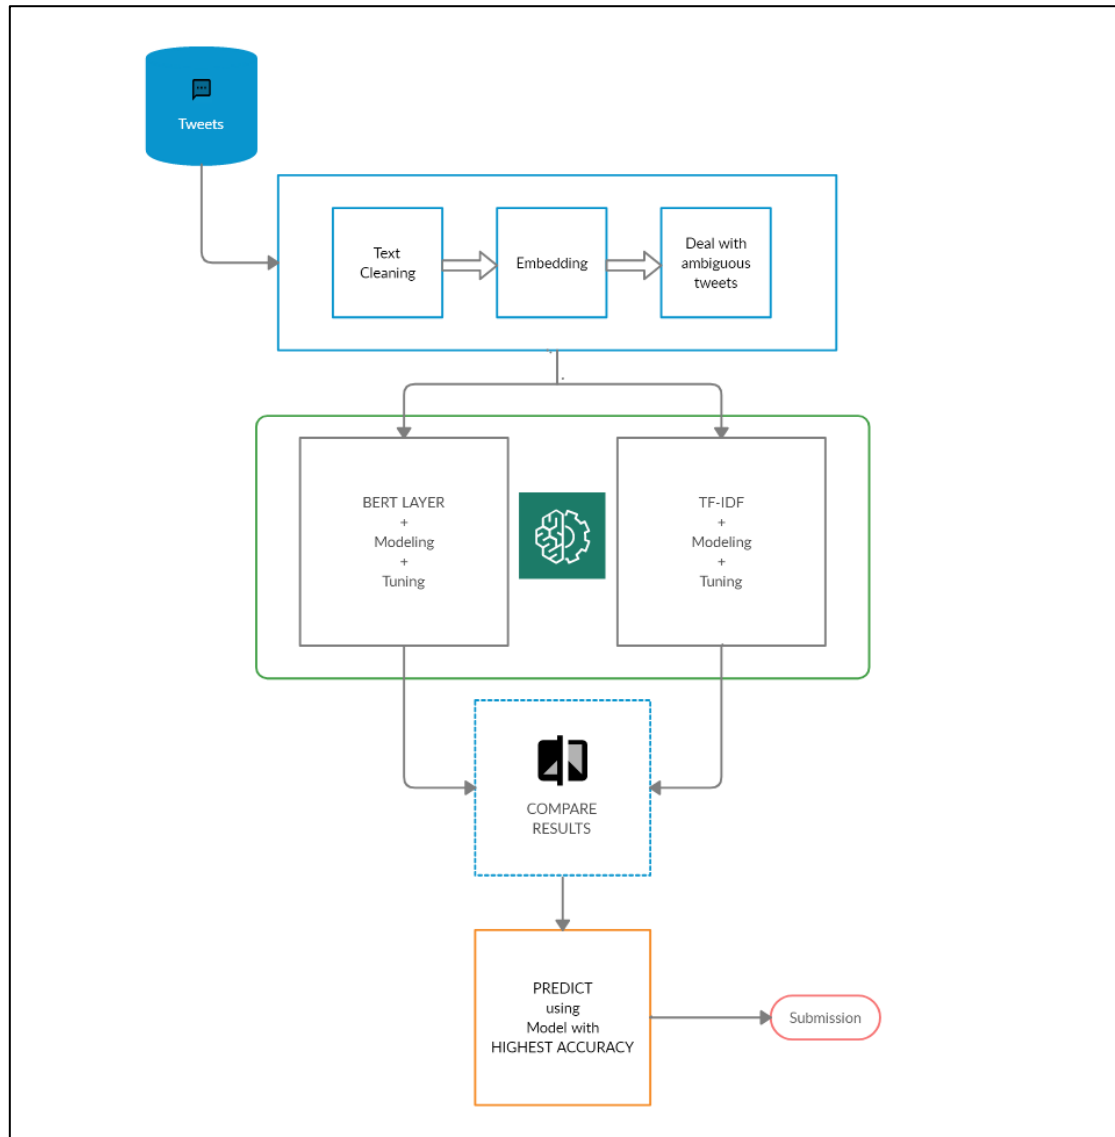 Tweets
Text
Cleaning
Embedding
Deal with
ambiguous
tweets
BERT LAYER
+
Modeling
+
Tuning
TF-IDF
+
Modeling
+
Tuning
COMPARE
RESULTS
PREDICT
using
Model with
HIGHEST ACCURACY
Submission